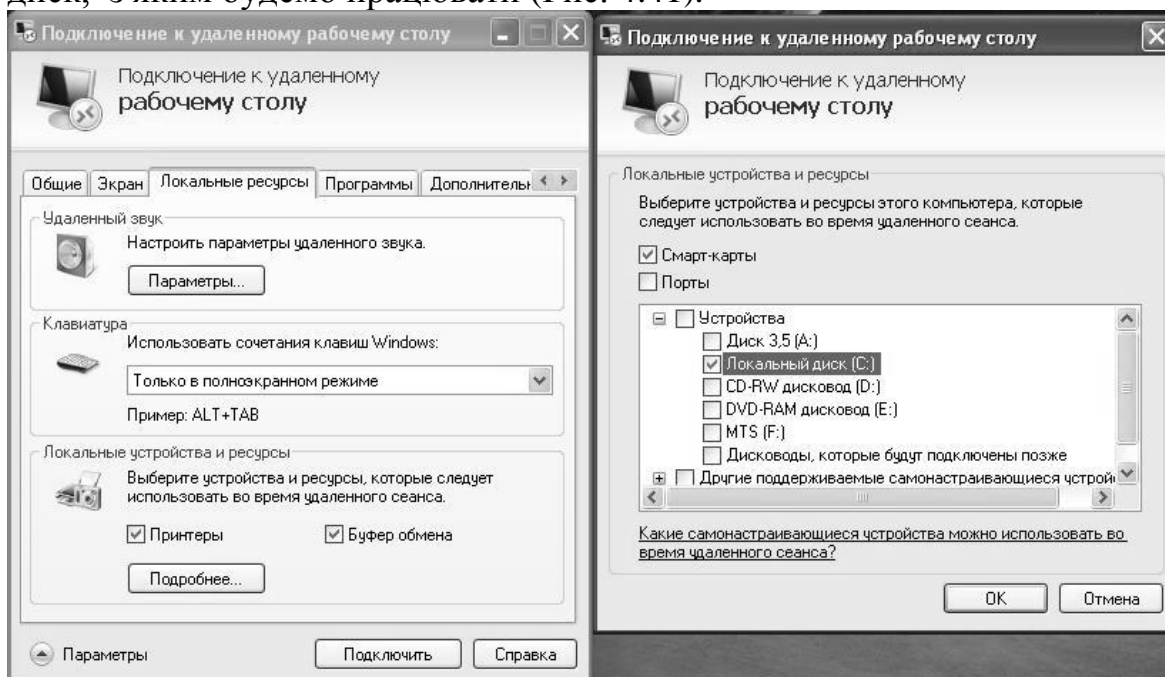 диск, з яким будемо працювати (Рис. 4.41).
Подключение к удаленному рабочему столу
Подключение к удаленному
рабочему столу
Общие Экран Локальные ресурсы Программы Дополнительн
Удаленный звук
Настроить параметры удаленного звука.
Параметры...
Клавиатура
Использовать сочетания клавиш Windows:
Только в полноэкранном режиме
Пример: ALT+TAB
Локальные устройства и ресурсы
Выберите устройства и ресурсы, которые следует
использовать во время удаленного сеанса.
Принтеры Буфер обмена
Подробнее...
Параметры Подключить Справка
Подключение к удаленному рабочему столу
Подключение к удаленному
рабочему столу
Локальные устройства и ресурсы
Выберите устройства и ресурсы этого компьютера, которые
следует использовать во время удаленного сеанса.
Смарт-карты
Порты
Устройства
Диск 3,5 (A:)
Локальный диск (C:)
CD-RW дисковод (D:)
DVD-RAM дисковод (E:)
MTS (F:)
Дисководы, которые будут подключены позже
Другие поддерживаемые самонастраивающиеся устрой
Какие самонастраивающиеся устройства можно использовать во
время удаленного сеанса?
OK Отмена